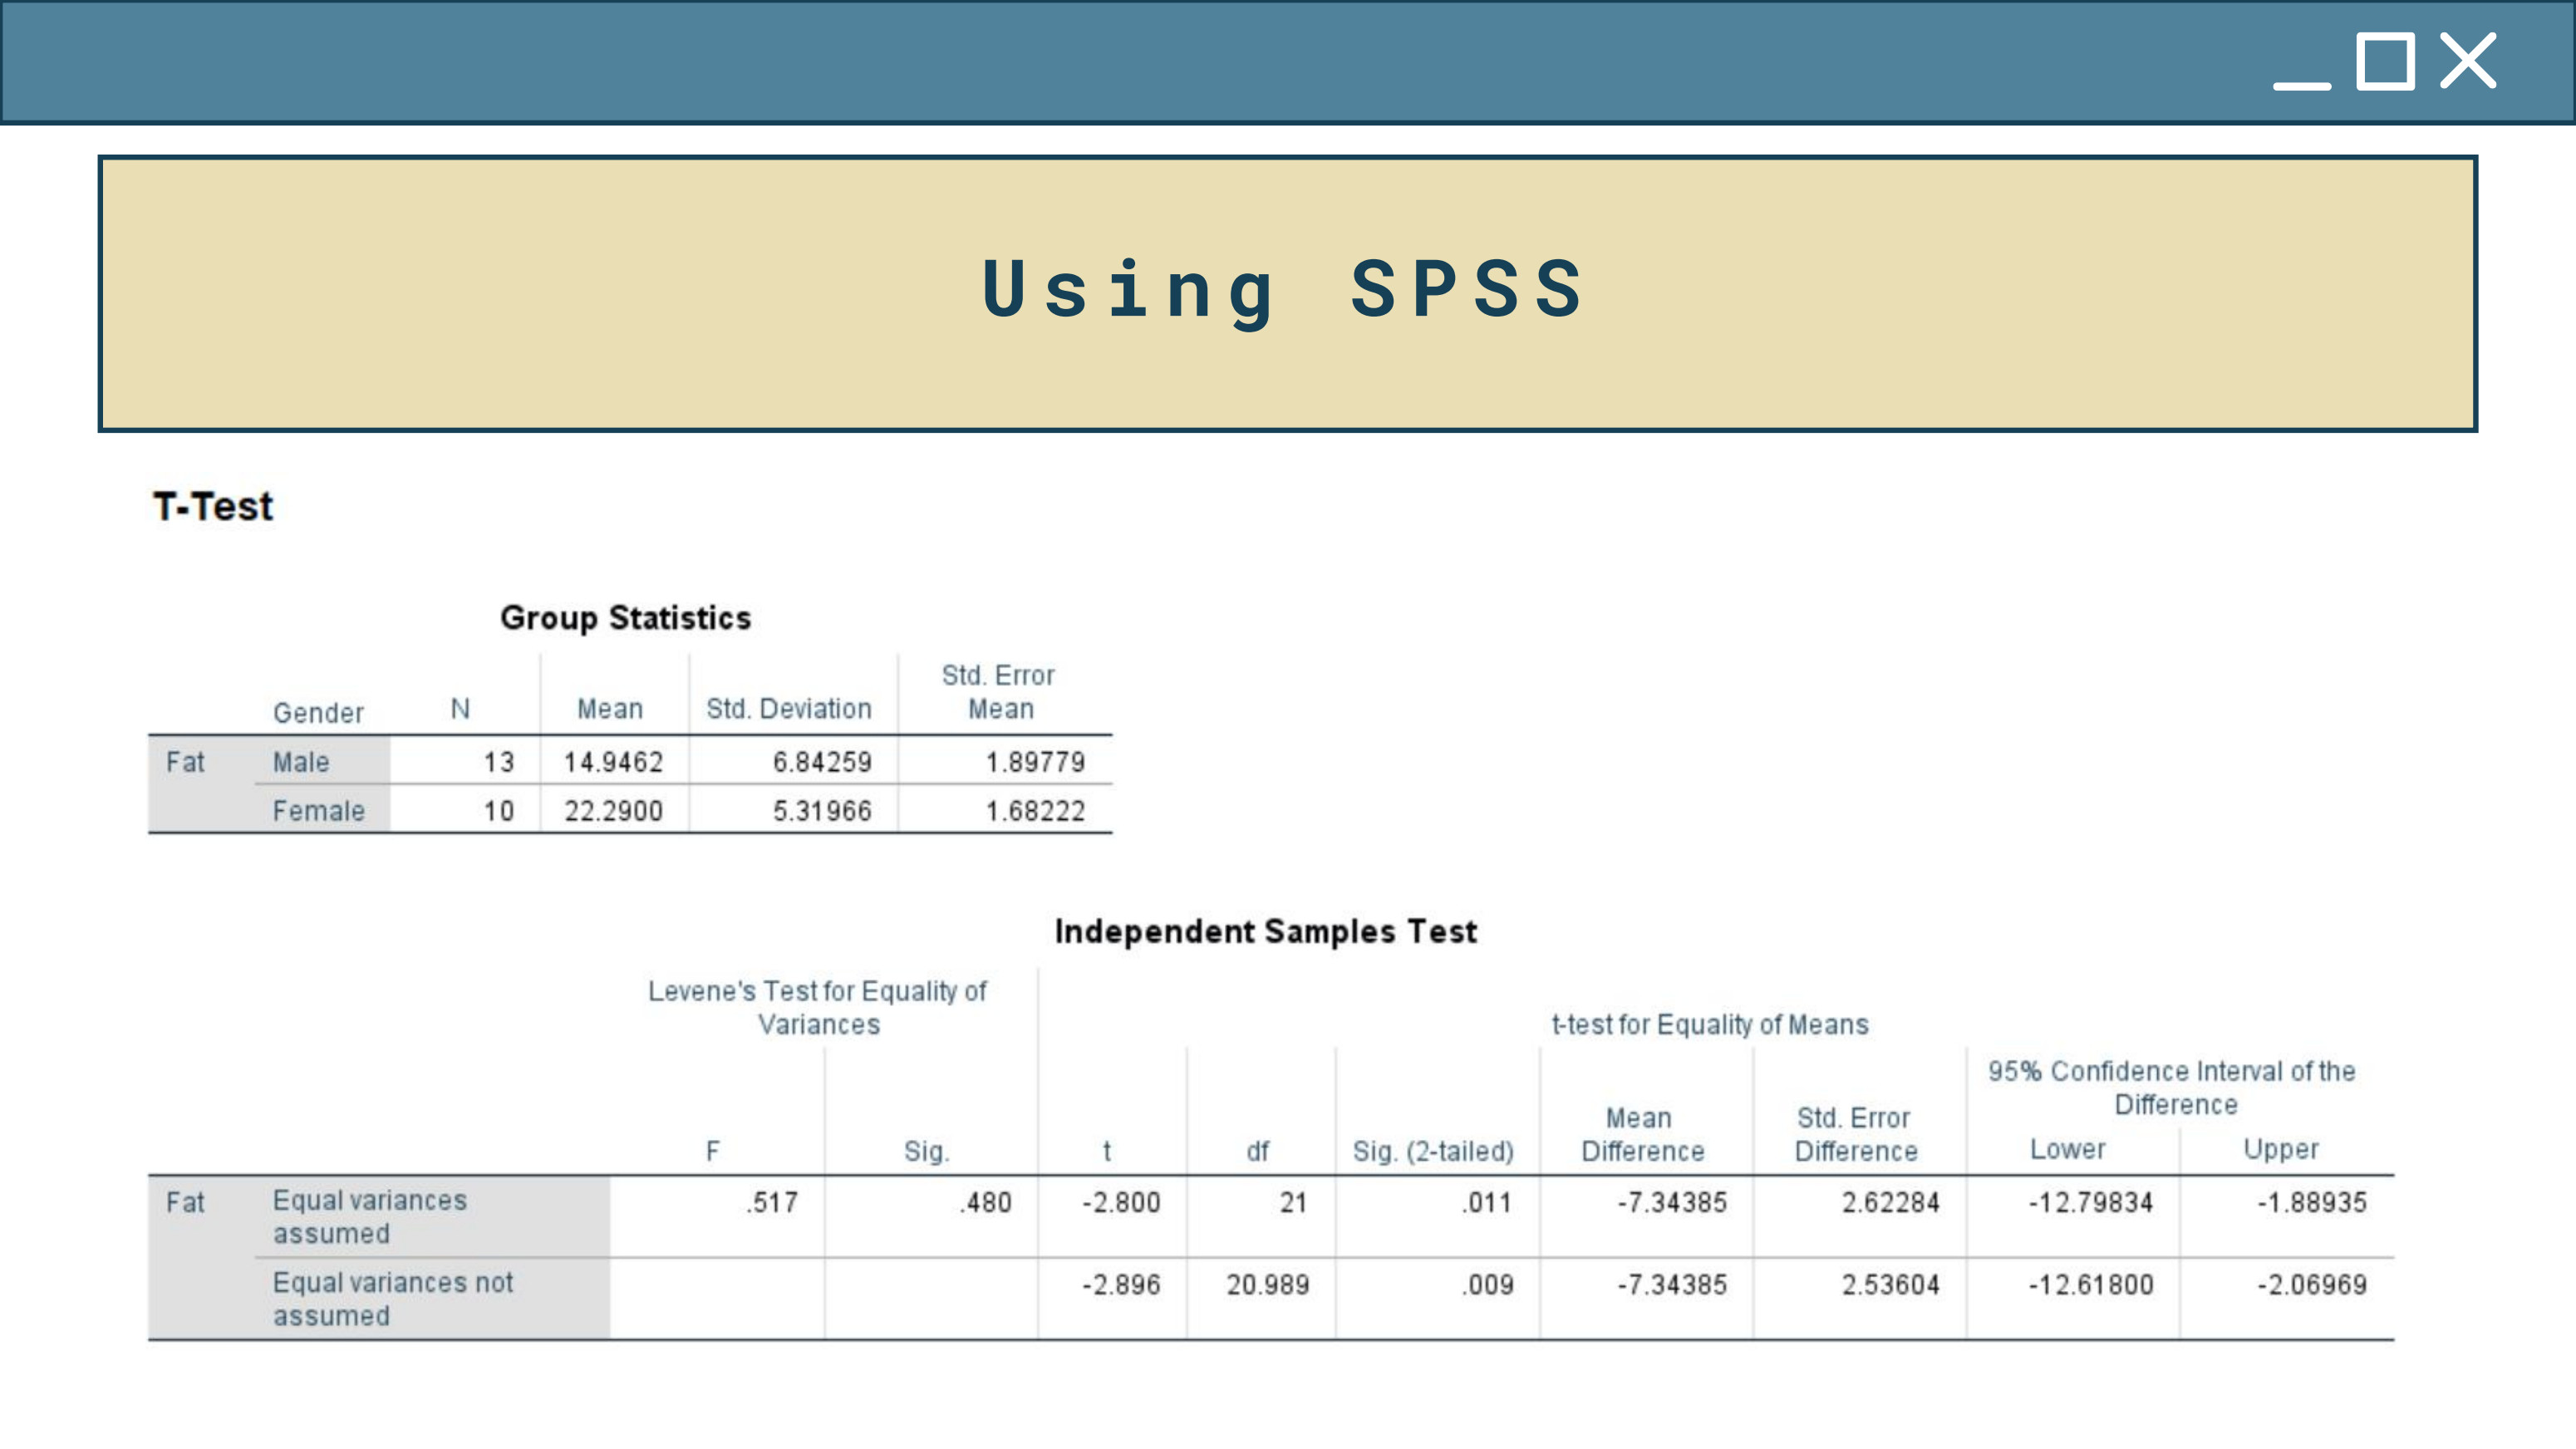 Using SPSS
T-Test
Group Statistics
Gender N Mean Std. Deviation Std. Error Mean
Fat Male 13 14.9462 6.84259 1.89779
Female 10 22.2900 5.31966 1.68222
Independent Samples Test
Levene's Test for Equality of Variances
t-test for Equality of Means
95% Confidence Interval of the Difference
F Sig. t df Sig. (2-tailed) Mean Difference Std. Error Difference Lower Upper
Fat Equal variances assumed .517 .480 -2.800 21 .011 -7.34385 2.62284 -12.79834 -1.88935
Equal variances not assumed -2.896 20.989 .009 -7.34385 2.53604 -12.61800 -2.06969